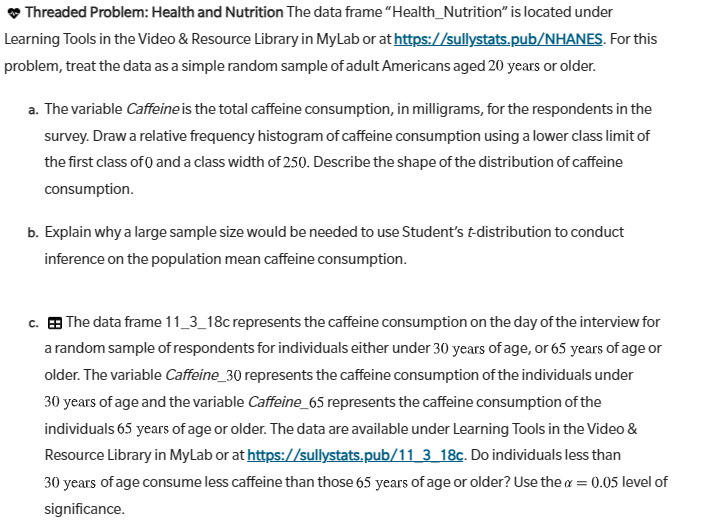 Threaded Problem: Health and Nutrition The data frame “Health_Nutrition” is located under
Learning Tools in the Video & Resource Library in MyLab or at https://sullystats.pub/NHANES. For this
problem, treat the data as a simple random sample of adult Americans aged 20 years or older.
a. The variable Caffeine is the total caffeine consumption, in milligrams, for the respondents in the
survey. Draw a relative frequency histogram of caffeine consumption using a lower class limit of
the first class of 0 and a class width of 250. Describe the shape of the distribution of caffeine
consumption.
b. Explain why a large sample size would be needed to use Student’s t-distribution to conduct
inference on the population mean caffeine consumption.
c. The data frame 11_3_18c represents the caffeine consumption on the day of the interview for
a random sample of respondents for individuals either under 30 years of age, or 65 years of age or
older. The variable Caffeine_30 represents the caffeine consumption of the individuals under
30 years of age and the variable Caffeine_65 represents the caffeine consumption of the
individuals 65 years of age or older. The data are available under Learning Tools in the Video &
Resource Library in MyLab or at https://sullystats.pub/11_3_18c. Do individuals less than
30 years of age consume less caffeine than those 65 years of age or older? Use the α = 0.05 level of
significance.